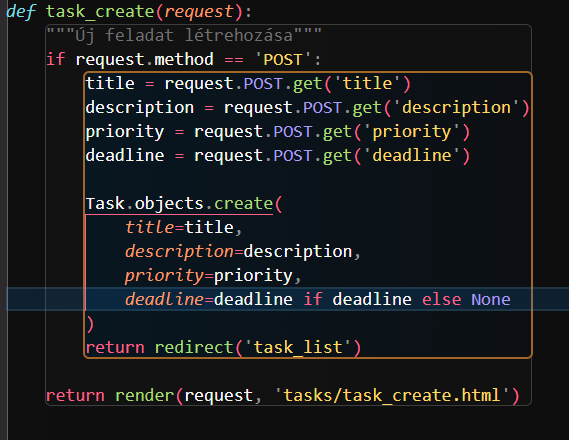 def task_create(request):
    """Új feladat létrehozása"""
    if request.method == 'POST':
        title = request.POST.get('title')
        description = request.POST.get('description')
        priority = request.POST.get('priority')
        deadline = request.POST.get('deadline')

        Task.objects.create(
            title=title,
            description=description,
            priority=priority,
            deadline=deadline if deadline else None
        )
        return redirect('task_list')

    return render(request, 'tasks/task_create.html')